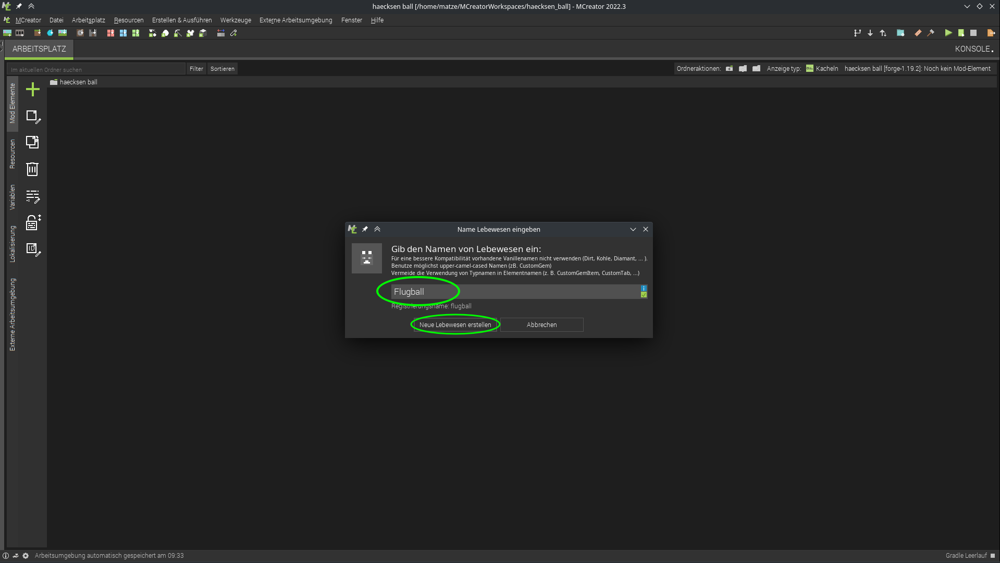 haecksen ball [/home/matze/MCreatorWorkspaces/haecksen_ball] - MCreator 2022.3
MCreator Datei Arbeitsplatz Resourcen Erstellen & Ausführen Werkzeuge Externe Arbeitsumgebung Fenster Hilfe
ARBEITSPLATZ
KONSOLE
Im aktuellen Ordner suchen
Filter
Sortieren
Ordneraktionen:
Anzeige typ:
Kacheln
haecksen ball [forge-1.19.2]: Noch kein Mod-Element
haecksen ball
Mod Elemente
Resourcen
Variablen
Lokalisierung
Externe Arbeitsumgebung
ID
Name Lebewesen eingeben
Gib den Namen von Lebewesen ein:
Für eine bessere Kompatibilität vorhandene Vanillenamen nicht verwenden (Dirt, Kohle, Diamant, ... ).
Benutze möglichst upper-camel-cased Namen (zB. CustomGem)
Vermeide die Verwendung von Typnamen in Elementnamen (z. B. CustomGemItem, CustomTab, ...)
Flugball
Registrierungsname: flugball
Neue Lebewesen erstellen
Abbrechen
Arbeitsumgebung automatisch gespeichert am 09:33
Gradle Leerlauf